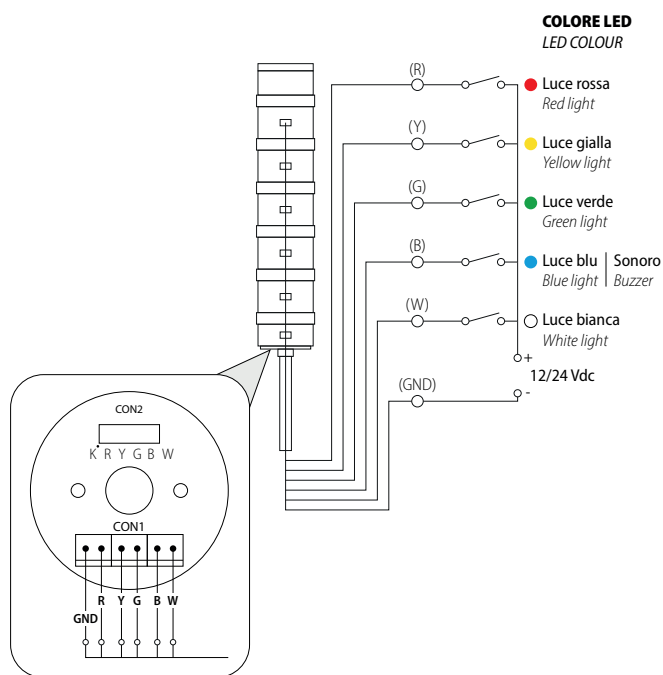 COLORE LED
LED COLOUR
(R)
Luce rossa
Red light
(Y)
Luce gialla
Yellow light
(G)
Luce verde
Green light
(B)
Luce blu | Sonoro
Blue light | Buzzer
(W)
Luce bianca
White light
+
12/24 Vdc
(GND)
-
CON2
K R Y G B W
CON1
R Y G B W
GND